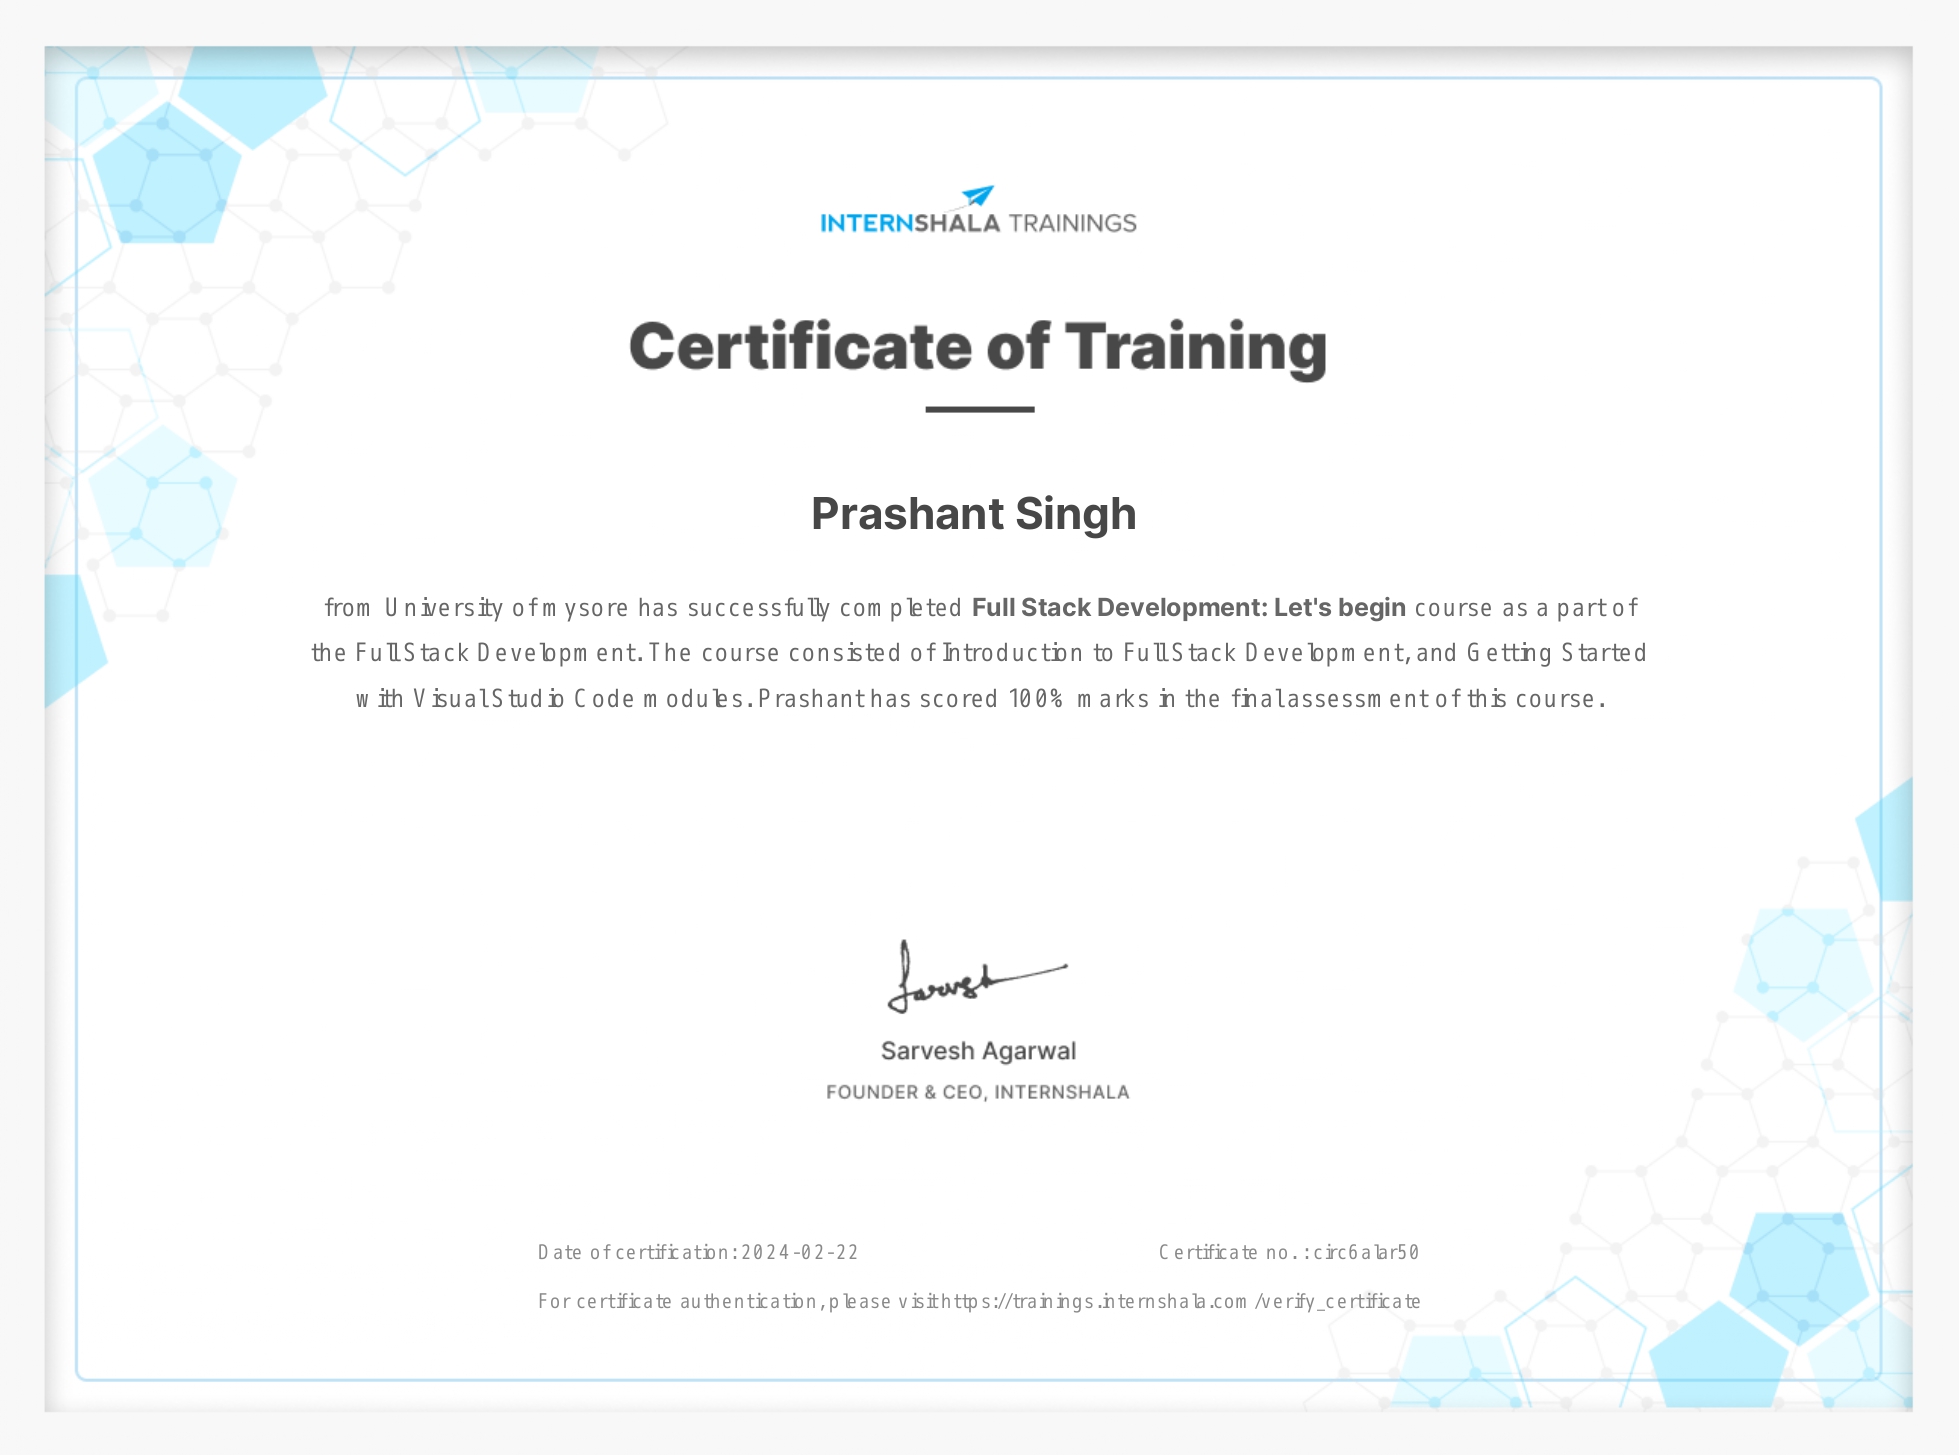 INTERNSHALA TRAININGS
Certificate of Training
Prashant Singh
from University of mysore has successfully completed Full Stack Development: Let's begin course as a part of
the Full Stack Development. The course consisted of Introduction to Full Stack Development, and Getting Started
with Visual Studio Code modules. Prashant has scored 100% marks in the final assessment of this course.
Sarvesh
Sarvesh Agarwal
FOUNDER & CEO, INTERNSHALA
Date of certification: 2024-02-22 Certificate no. : circ6a1ar50
For certificate authentication, please visit https://trainings.internshala.com/verify_certificate